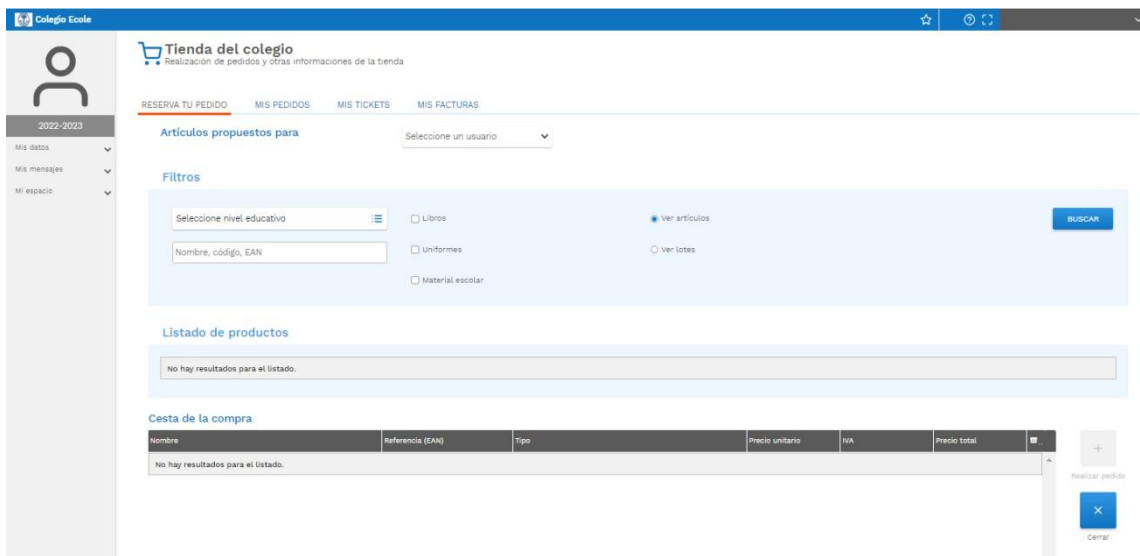 Colegio Ecole
Tienda del colegio
Realización de pedidos y otras informaciones de la tienda
RESERVA TU PEDIDO MIS PEDIDOS MIS TICKETS MIS FACTURAS
2022-2023
Mis datos
Mis mensajes
Mi espacio
Artículos propuestos para Seleccione un usuario
Filtros
Seleccione nivel educativo Libros Ver artículos BUSCAR
Nombre, código, EAN Uniformes Ver lotes
Material escolar
Listado de productos
No hay resultados para el listado.
Cesta de la compra
Nombre Referencia (EAN) Tipo Precio unitario IVA Precio total
No hay resultados para el listado.
Realizar pedido
Cerrar